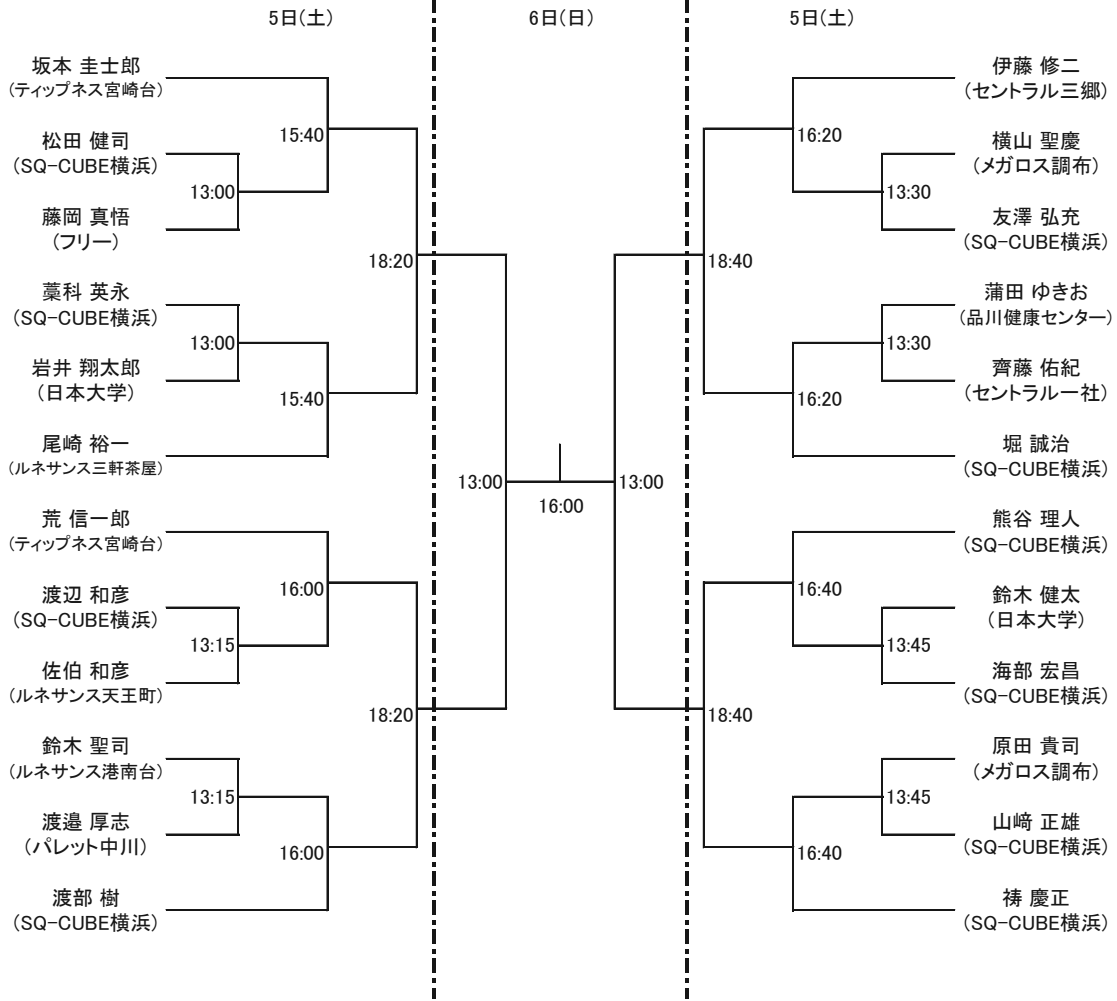 5日(土)
6日(日)
5日(土)
坂本 圭士郎
(ティップネス宮崎台)
松田 健司
(SQ-CUBE横浜)
藤岡 真悟
(フリー)
藁科 英永
(SQ-CUBE横浜)
岩井 翔太郎
(日本大学)
尾崎 裕一
(ルネサンス三軒茶屋)
荒 信一郎
(ティップネス宮崎台)
渡辺 和彦
(SQ-CUBE横浜)
佐伯 和彦
(ルネサンス天王町)
鈴木 聖司
(ルネサンス港南台)
渡邉 厚志
(パレット中川)
渡部 樹
(SQ-CUBE横浜)
13:00
13:00
13:15
13:15
15:40
15:40
16:00
16:00
18:20
18:20
13:00
16:00
13:00
18:40
18:40
16:20
16:20
16:40
16:40
13:30
13:30
13:45
13:45
伊藤 修二
(セントラル三郷)
横山 聖慶
(メガロス調布)
友澤 弘充
(SQ-CUBE横浜)
蒲田 ゆきお
(品川健康センター)
齊藤 佑紀
(セントラル一社)
堀 誠治
(SQ-CUBE横浜)
熊谷 理人
(SQ-CUBE横浜)
鈴木 健太
(日本大学)
海部 宏昌
(SQ-CUBE横浜)
原田 貴司
(メガロス調布)
山﨑 正雄
(SQ-CUBE横浜)
祷 慶正
(SQ-CUBE横浜)